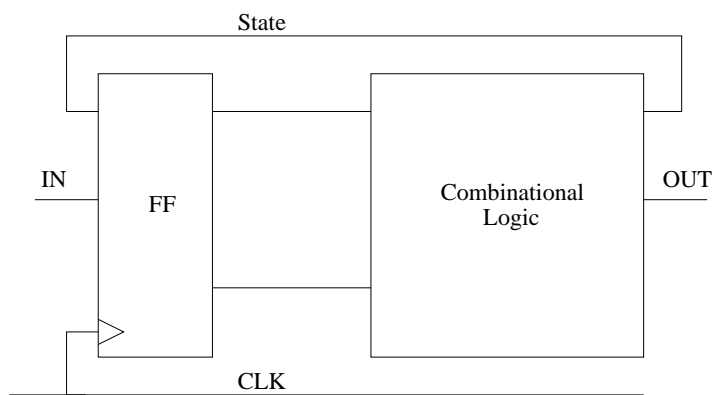 State
IN
FF
Combinational
Logic
OUT
CLK